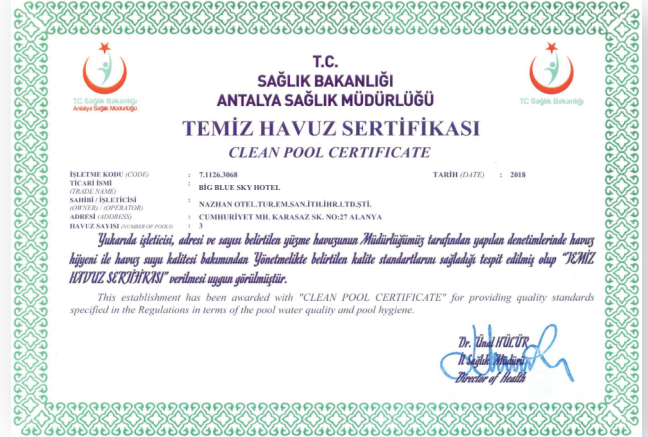 T.C.
SAĞLIK BAKANLIĞI
ANTALYA SAĞLIK MÜDÜRLÜĞÜ
T.C. Sağlık Bakanlığı
Antalya Sağlık Müdürlüğü
T.C. Sağlık Bakanlığı
TEMİZ HAVUZ SERTİFİKASI
CLEAN POOL CERTIFICATE
İŞLETME KODU (CODE) : 7.1126.3068 TARİH (DATE) : 2018
TİCARİ İSMİ
(TRADE NAME) : BİG BLUE SKY HOTEL
SAHİBİ / İŞLETİCİSİ
(OWNER) / (OPERATOR) : NAZHAN OTEL.TUR.EM.SAN.İTH.İHR.LTD.ŞTİ.
ADRESİ (ADDRESS) : CUMHURİYET MH. KARASAZ SK. NO:27 ALANYA
HAVUZ SAYISI (NUMBER OF POOLS) : 3
Yukarıda işleticisi, adresi ve sayısı belirtilen yüzme havuzunun Müdürlüğümüz tarafından yapılan denetimlerinde havuz
hijyeni ile havuz suyu kalitesi bakımından Yönetmelikte belirtilen kalite standartlarını sağladığı tespit edilmiş olup "TEMİZ
HAVUZ SERTİFİKASI" verilmesi uygun görülmüştür.
This establishment has been awarded with "CLEAN POOL CERTIFICATE" for providing quality standards
specified in the Regulations in terms of the pool water quality and pool hygiene.
Dr. Ünal HÜLÜR
İl Sağlık Müdürü
Director of Health